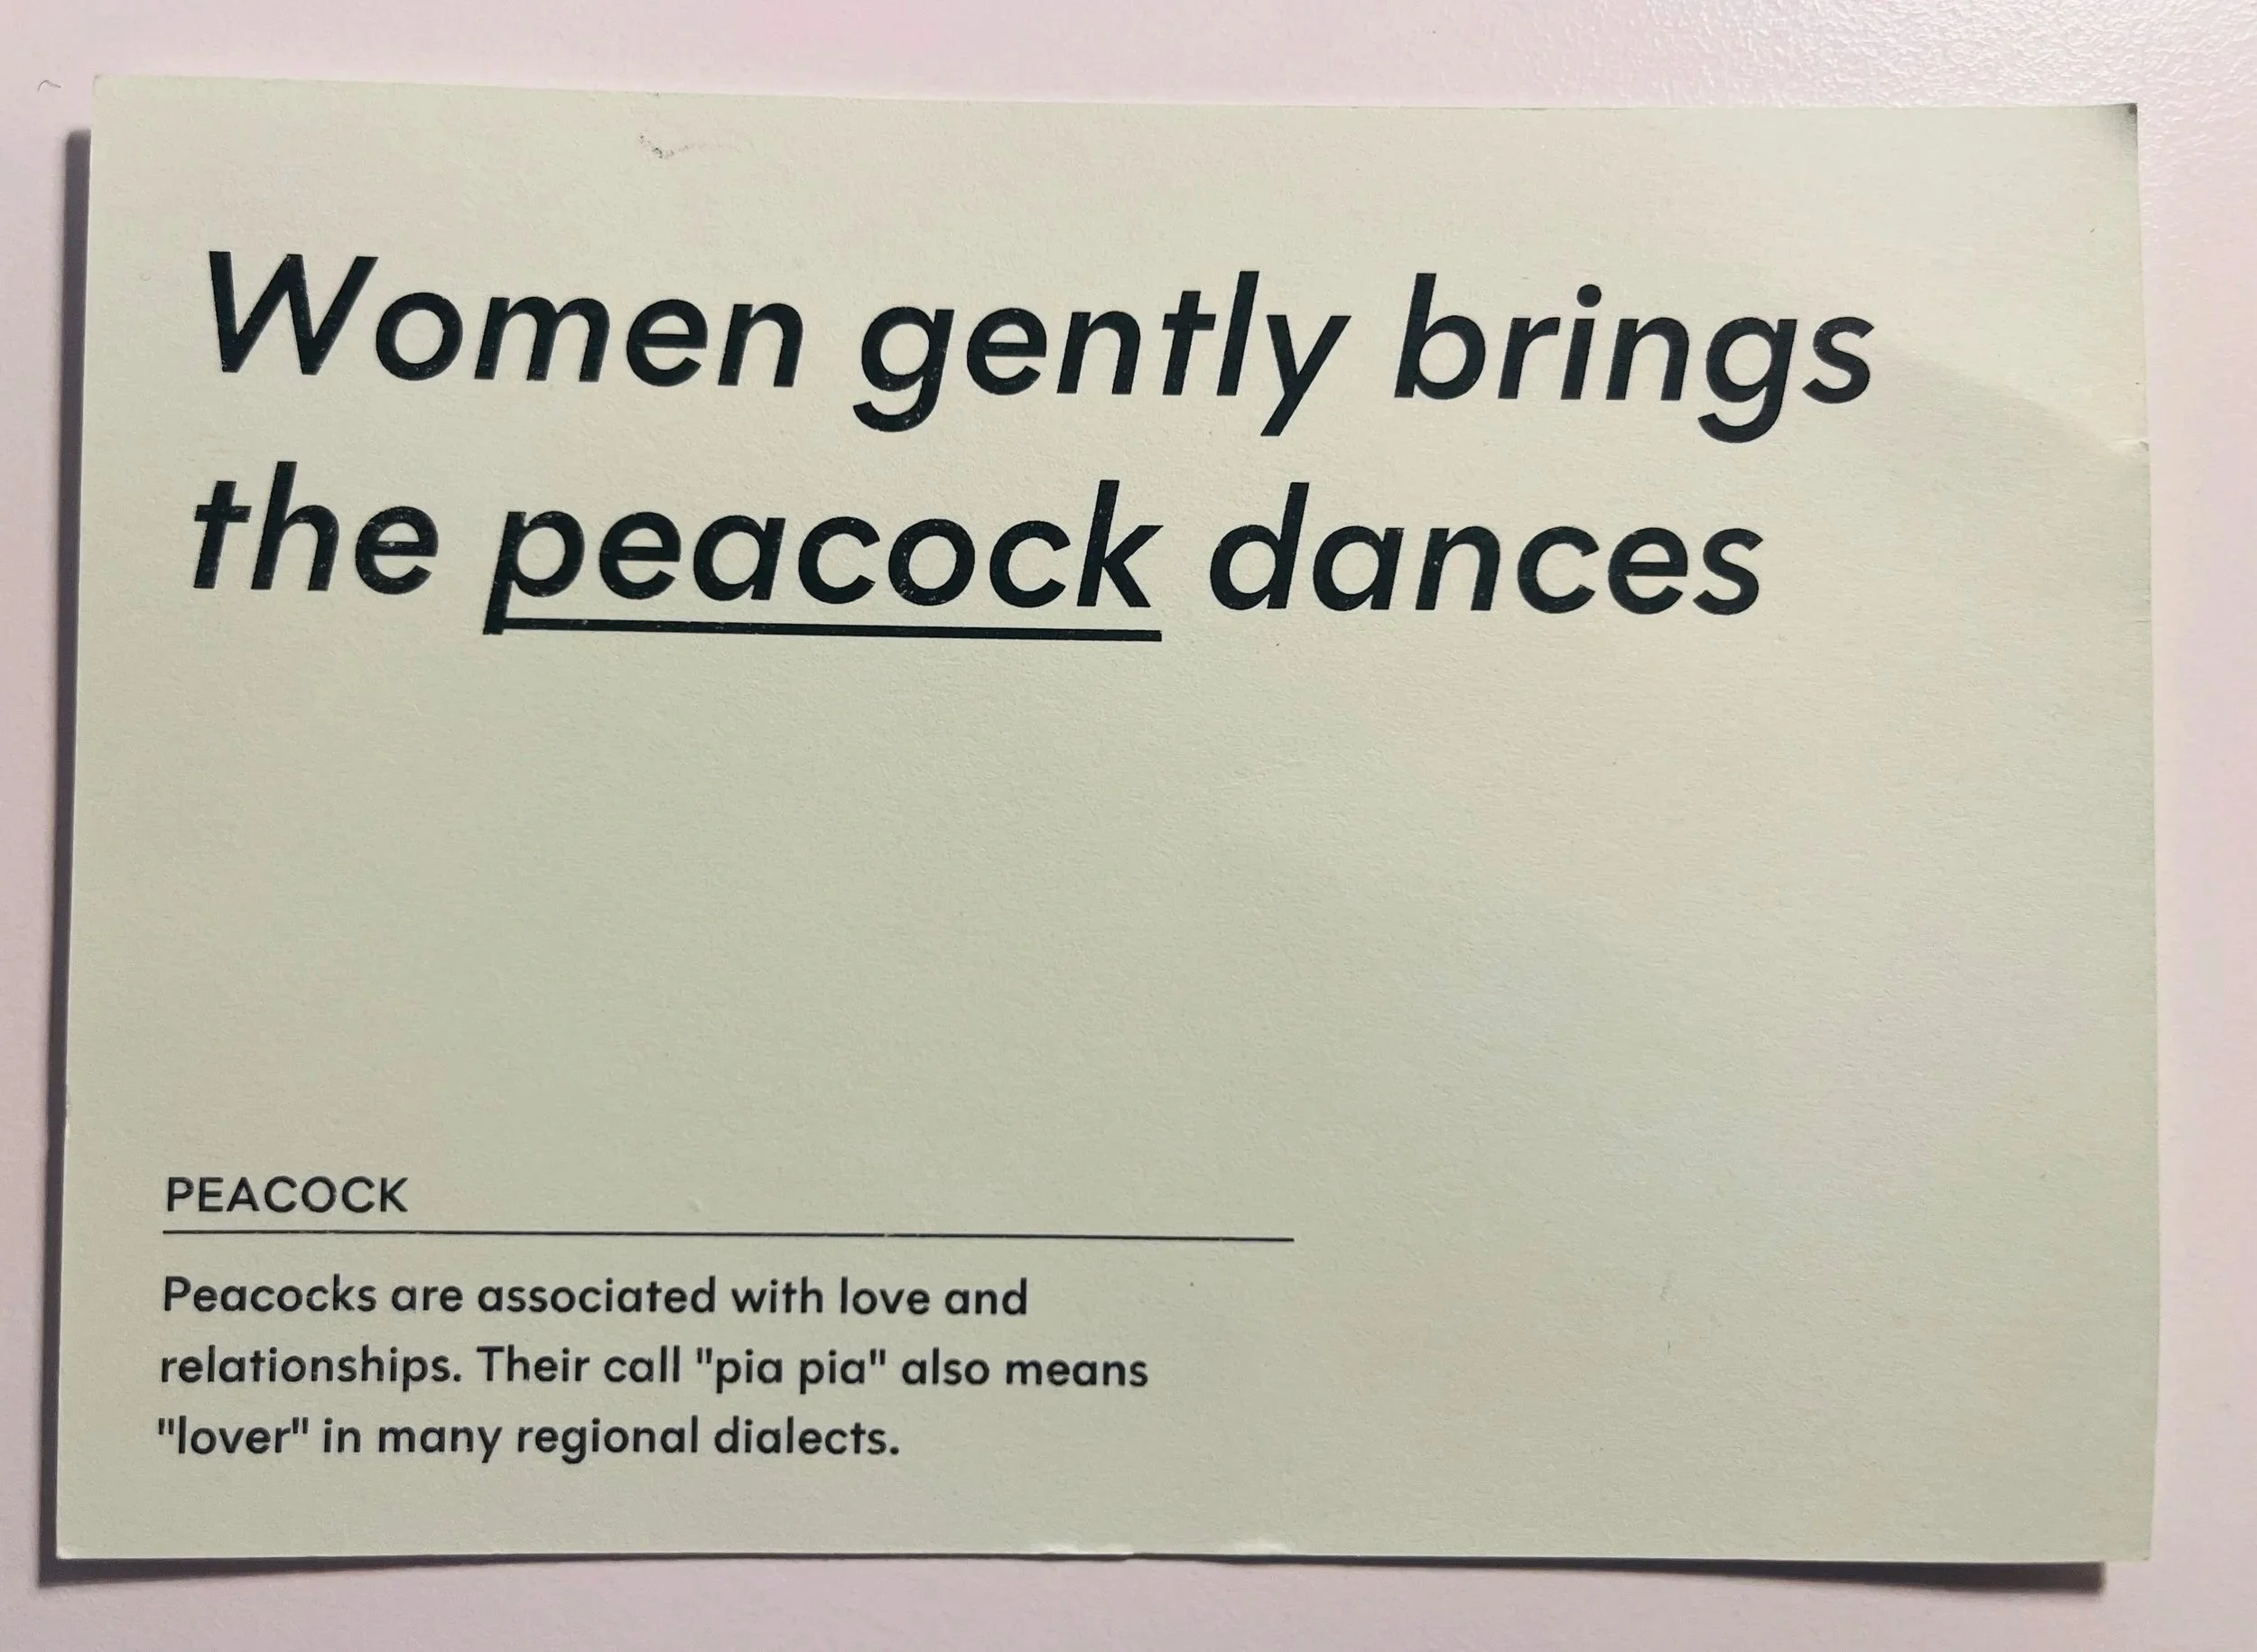 Women gently brings
the peacock dances
PEACOCK
Peacocks are associated with love and
relationships. Their call "pia pia" also means
"lover" in many regional dialects.